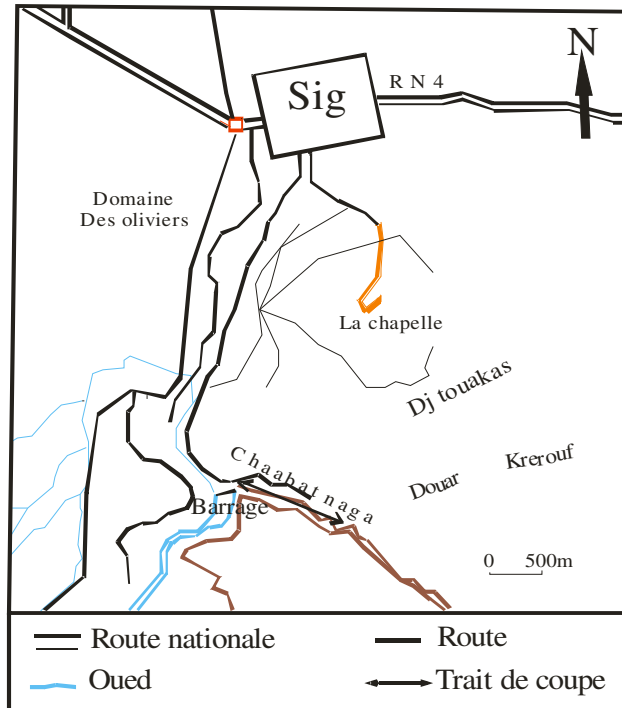 N
RN4
Sig
Domaine
Des oliviers
La chapelle
Dj touakas
Chaabat naga
Douar Krerouf
Barrage
0 500m
Route nationale
Route
Oued
Trait de coupe